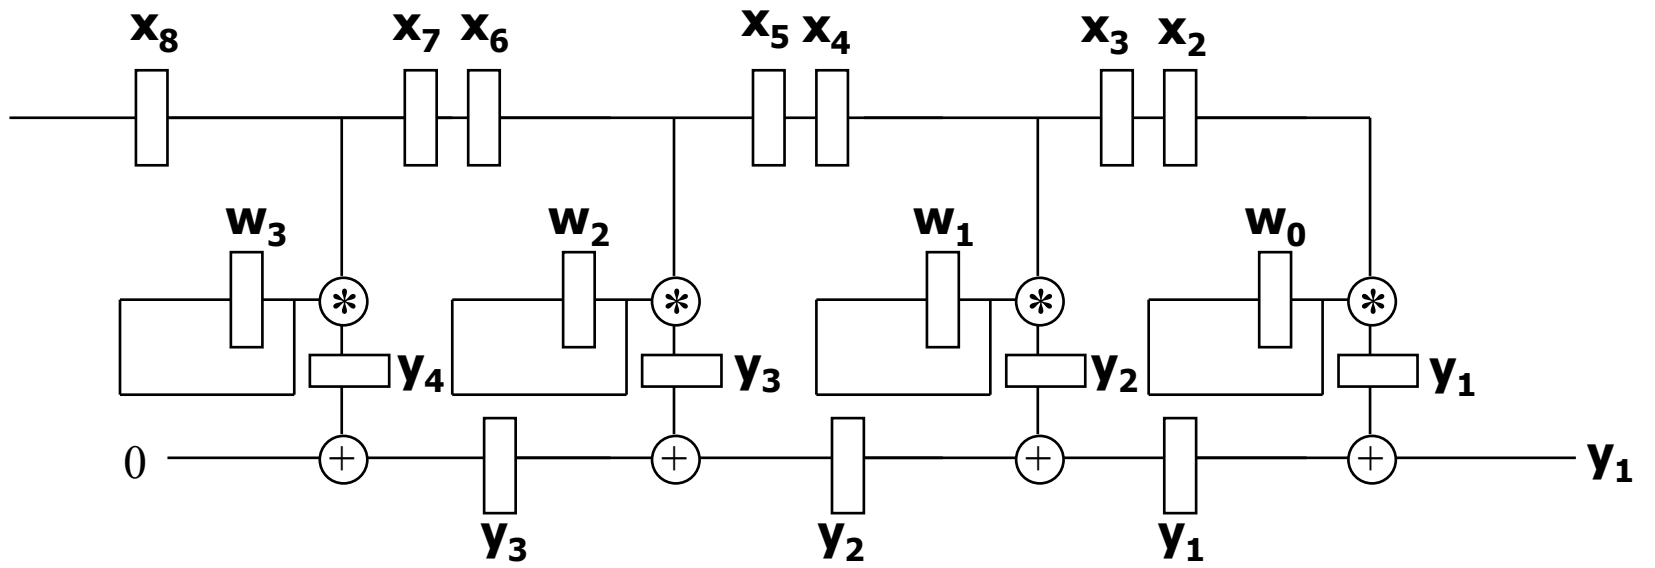 x₈ x₇ x₆ x₅ x₄ x₃ x₂
w₃ w₂ w₁ w₀
* * * *
y₄ y₃ y₂ y₁
0 + + + + y₁
y₃ y₂ y₁